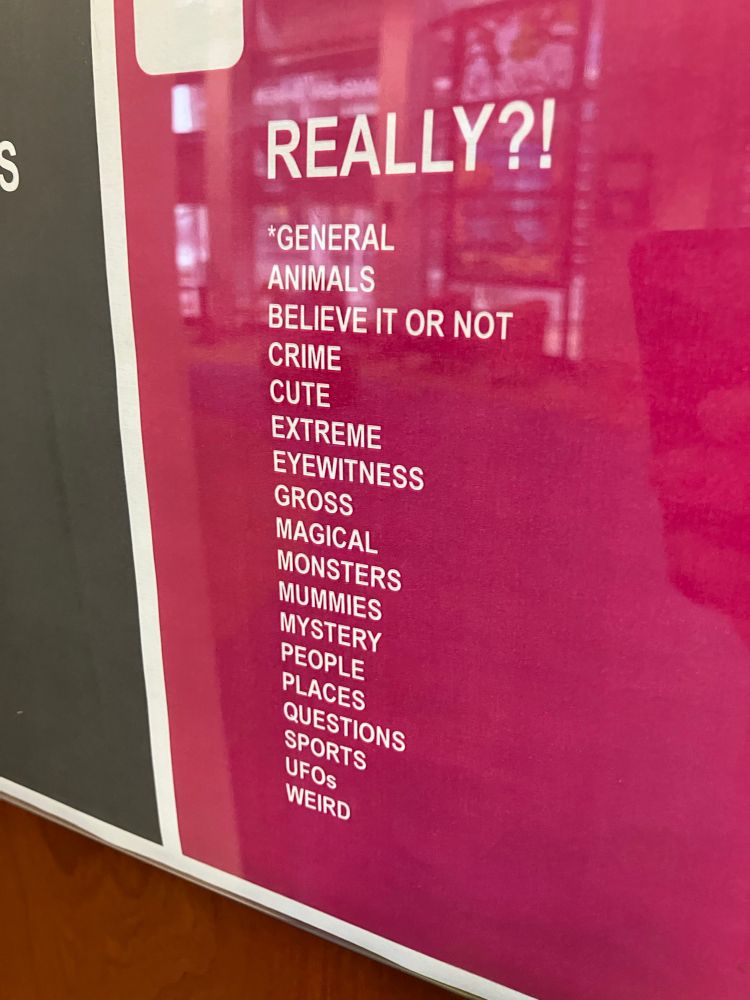 S
REALLY?!
*GENERAL
ANIMALS
BELIEVE IT OR NOT
CRIME
CUTE
EXTREME
EYEWITNESS
GROSS
MAGICAL
MONSTERS
MUMMIES
MYSTERY
PEOPLE
PLACES
QUESTIONS
SPORTS
UFOs
WEIRD